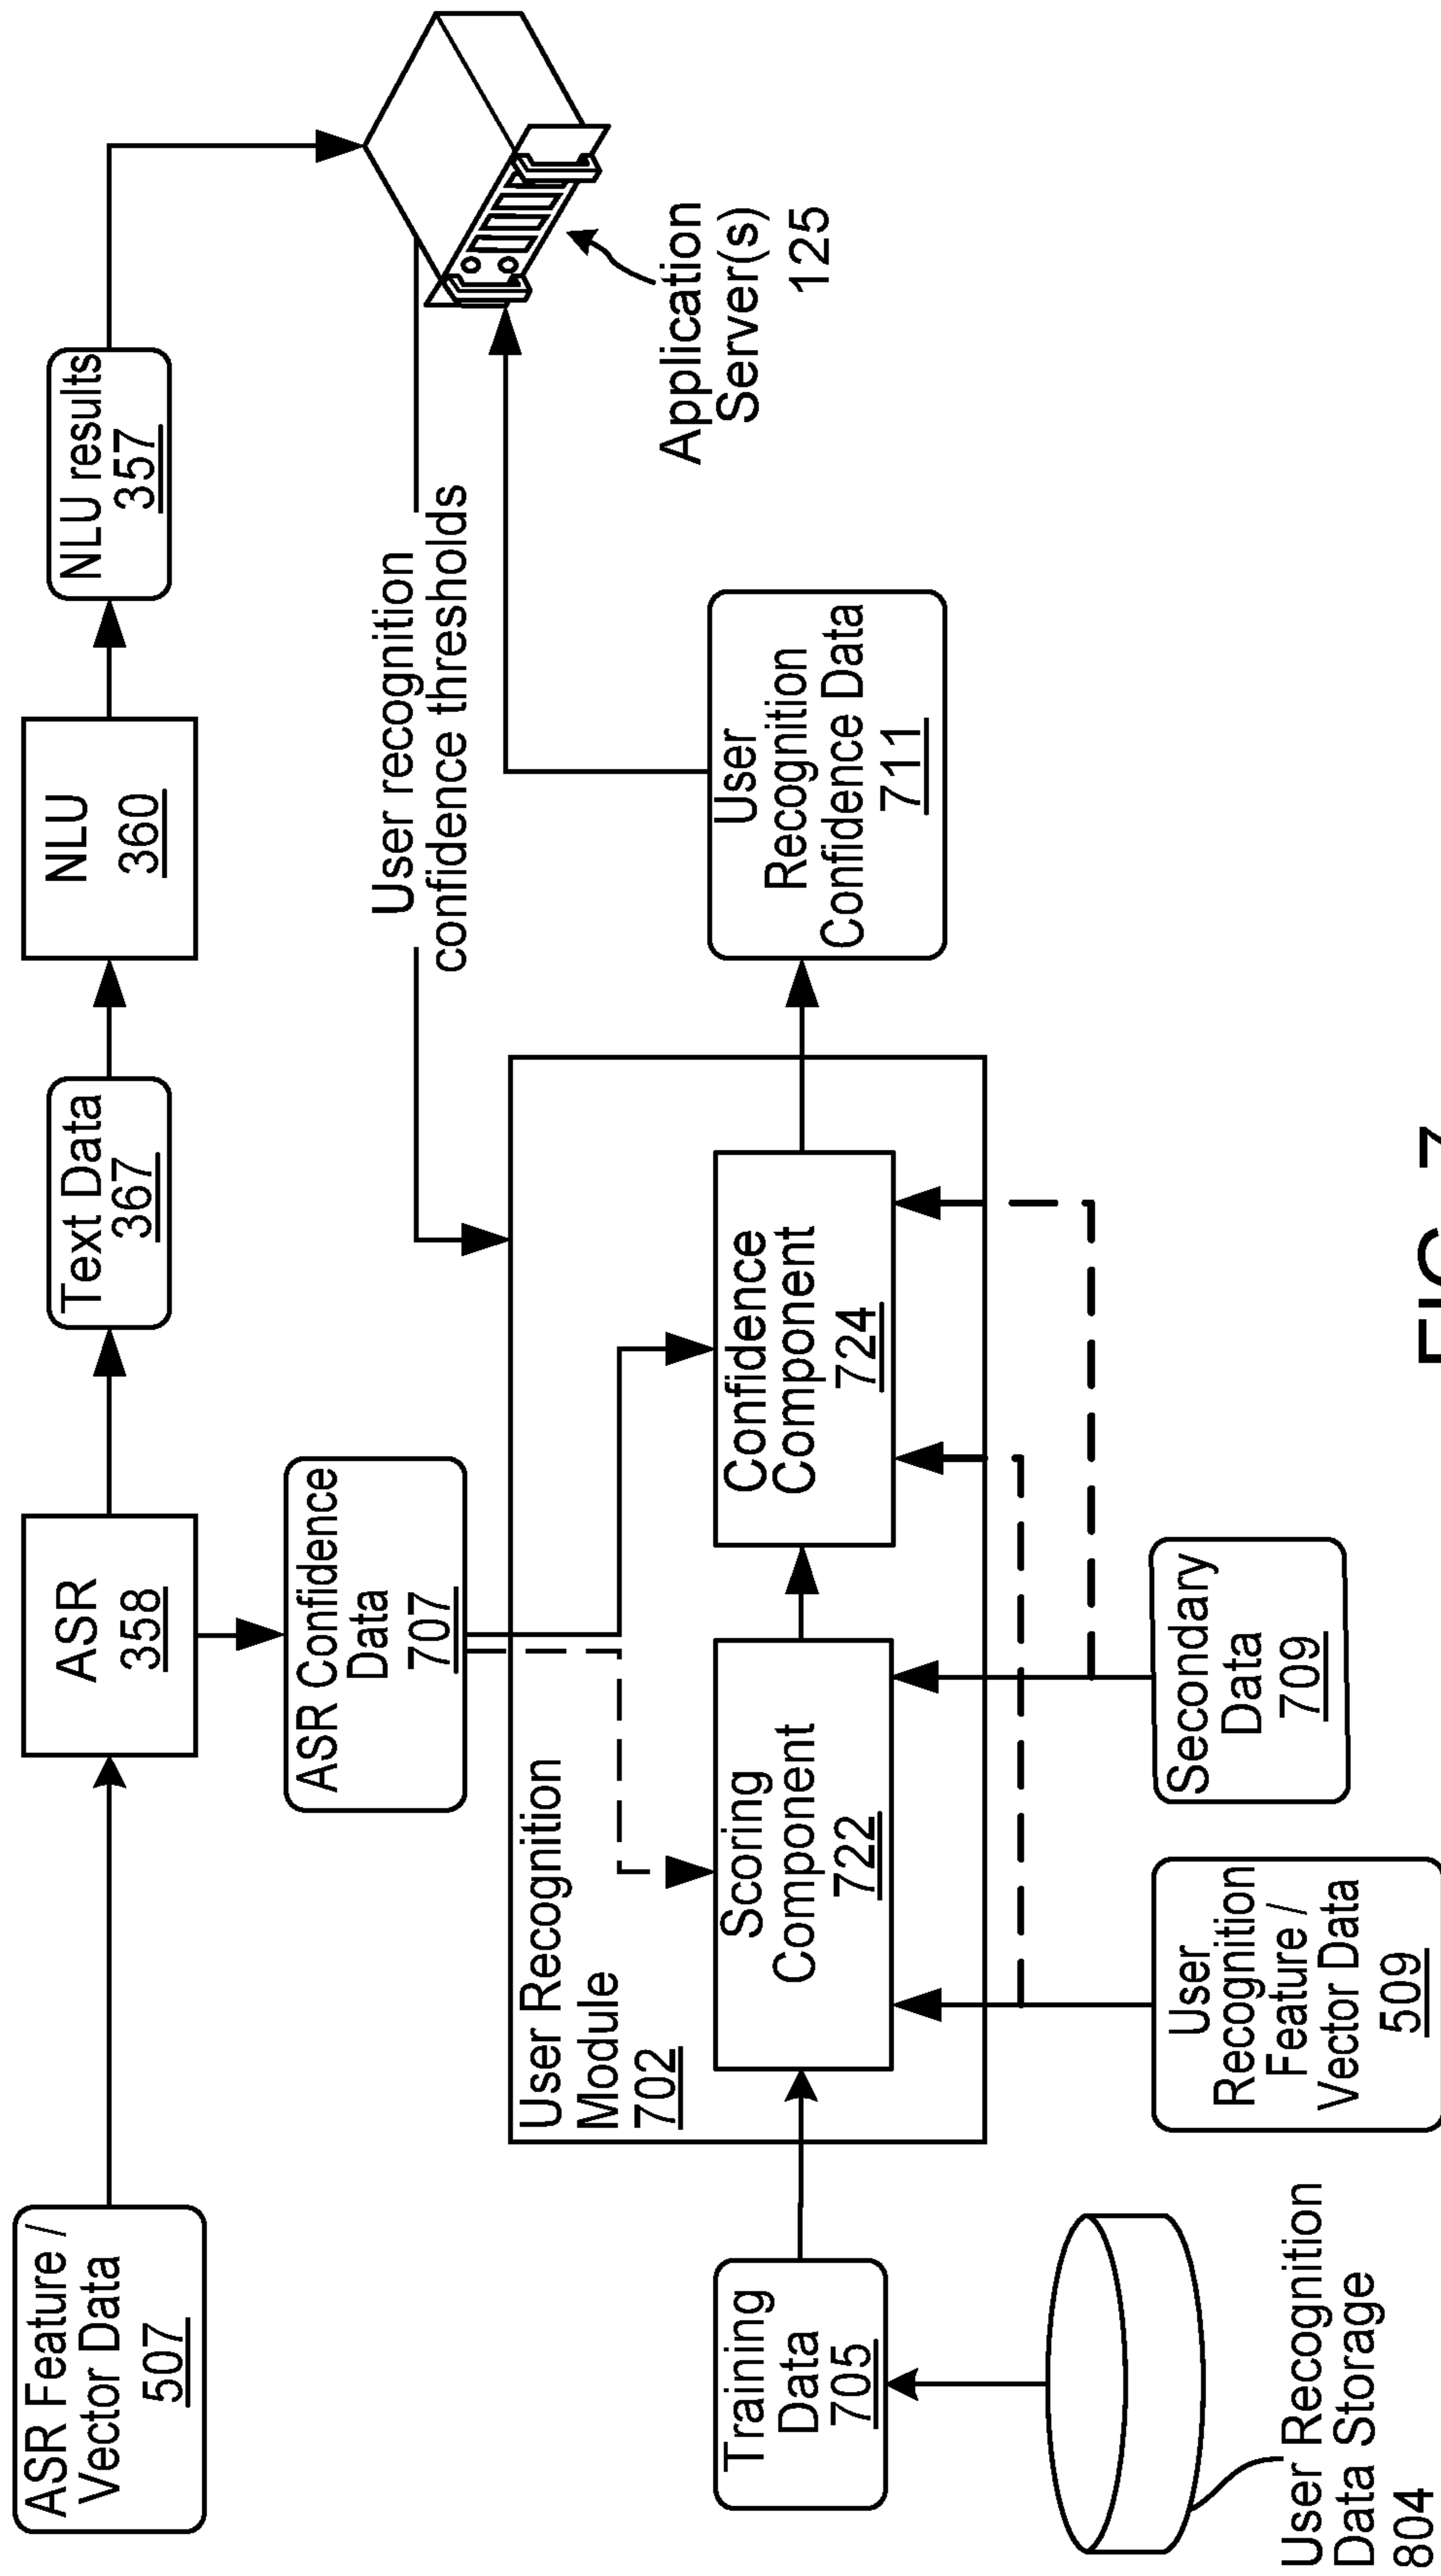 ASR Feature /
Vector Data
507
ASR
358
Text Data
367
NLU
360
NLU results
357
ASR Confidence
Data
707
User recognition
confidence thresholds
Application
Server(s)
125
User Recognition
Module
702
Scoring
Component
722
Confidence
Component
724
User
Recognition
Confidence Data
711
Training
Data
705
User Recognition
Data Storage
804
User
Recognition
Feature /
Vector Data
509
Secondary
Data
709
FIG. 7